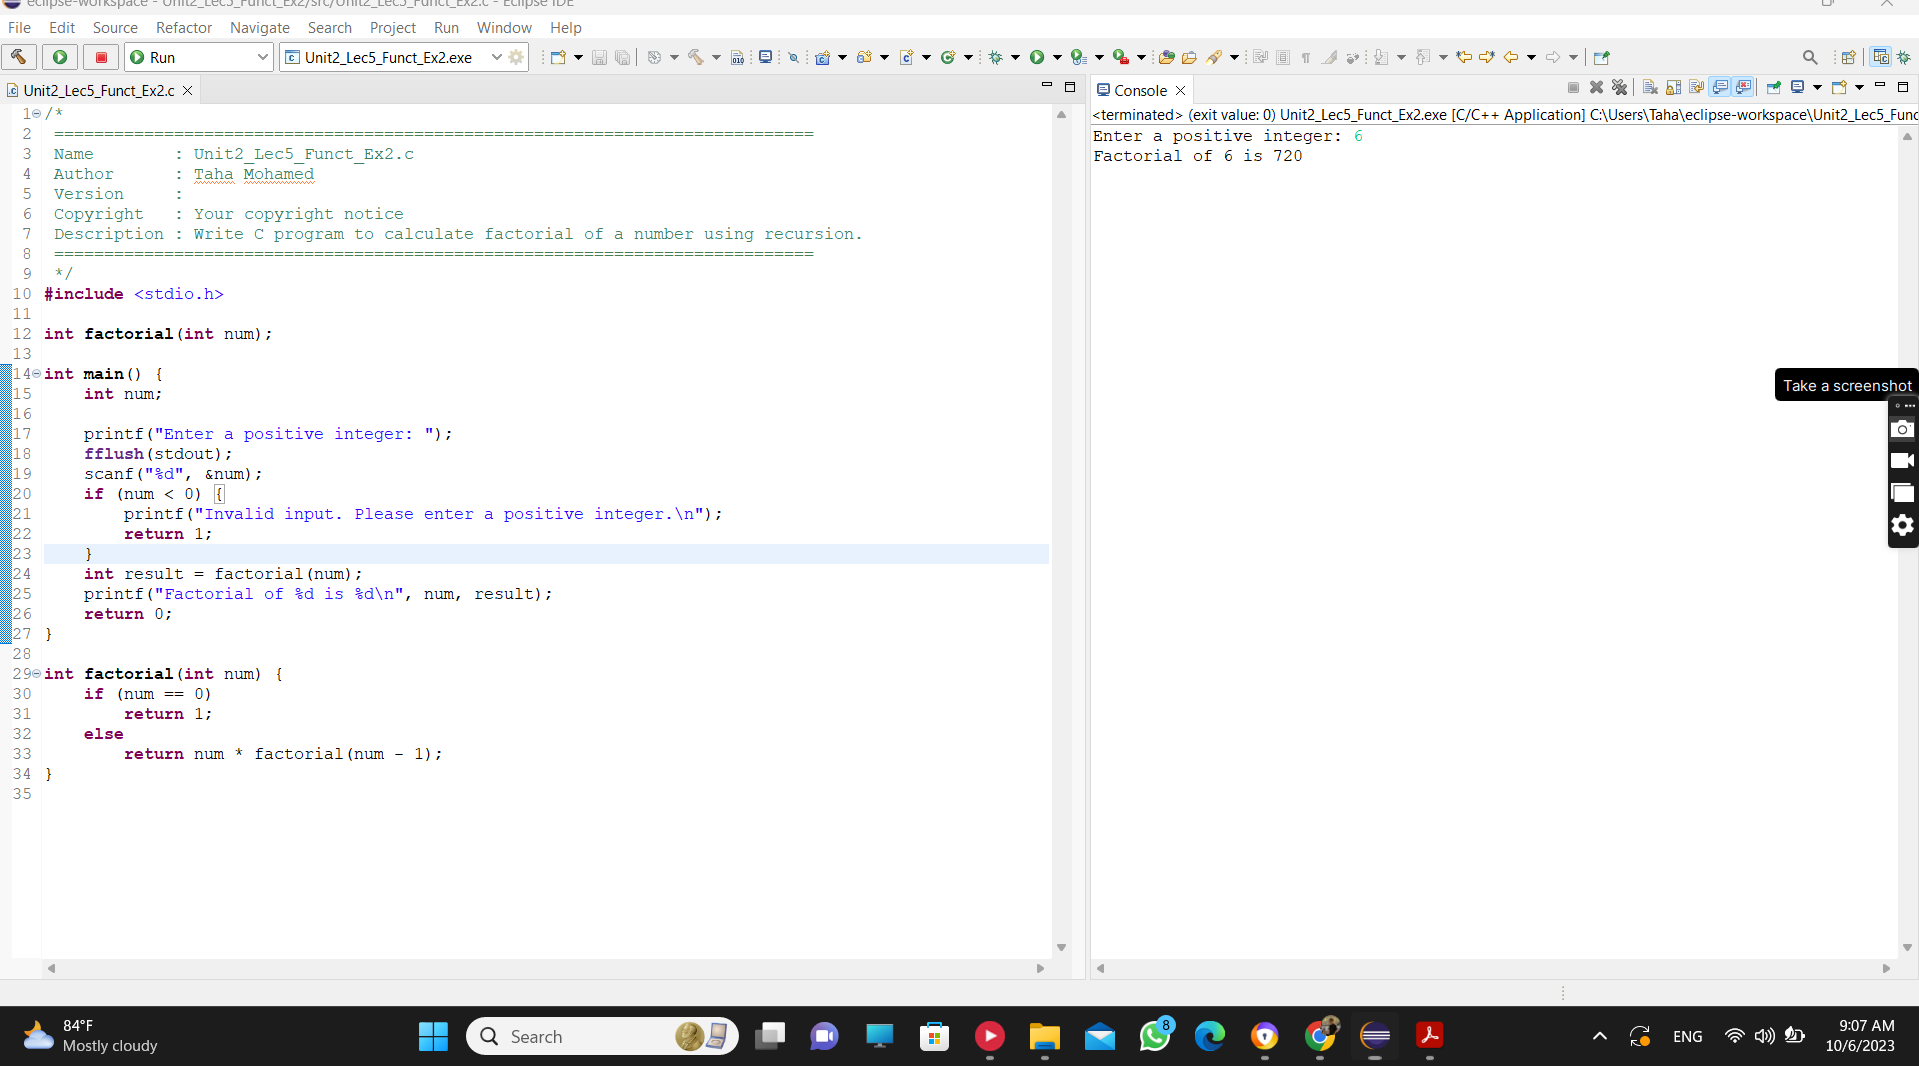 eclipse-workspace - Unit2_Lec5_Funct_Ex2/src/Unit2_Lec5_Funct_Ex2.c - Eclipse IDE
File Edit Source Refactor Navigate Search Project Run Window Help
Run Unit2_Lec5_Funct_Ex2.exe
Unit2_Lec5_Funct_Ex2.c
1 /*
2 ============================================================================
3 Name : Unit2_Lec5_Funct_Ex2.c
4 Author : Taha Mohamed
5 Version :
6 Copyright : Your copyright notice
7 Description : Write C program to calculate factorial of a number using recursion.
8 ============================================================================
9 */
10 #include <stdio.h>
11
12 int factorial(int num);
13
14 int main() {
15 int num;
16
17 printf("Enter a positive integer: ");
18 fflush(stdout);
19 scanf("%d", &num);
20 if (num < 0) {
21 printf("Invalid input. Please enter a positive integer.\n");
22 return 1;
23 }
24 int result = factorial(num);
25 printf("Factorial of %d is %d\n", num, result);
26 return 0;
27 }
28
29 int factorial(int num) {
30 if (num == 0)
31 return 1;
32 else
33 return num * factorial(num - 1);
34 }
35
Console
<terminated> (exit value: 0) Unit2_Lec5_Funct_Ex2.exe [C/C++ Application] C:\Users\Taha\eclipse-workspace\Unit2_Lec5_Func
Enter a positive integer: 6
Factorial of 6 is 720
Take a screenshot
84°F
Mostly cloudy
Search
8
ENG
9:07 AM
10/6/2023